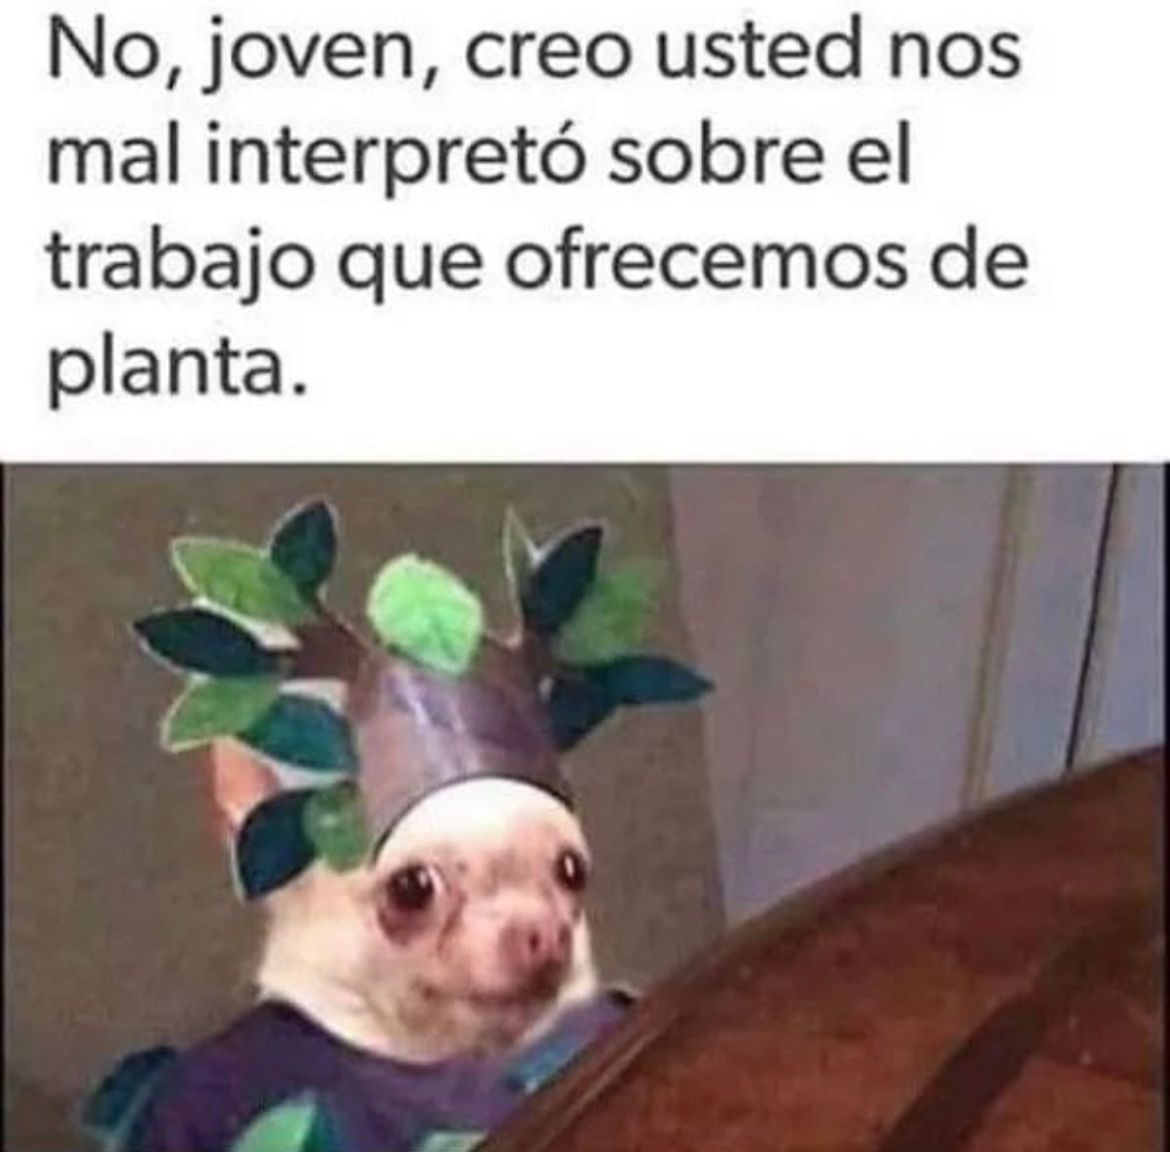 No, joven, creo usted nos
mal interpretó sobre el
trabajo que ofrecemos de
planta.